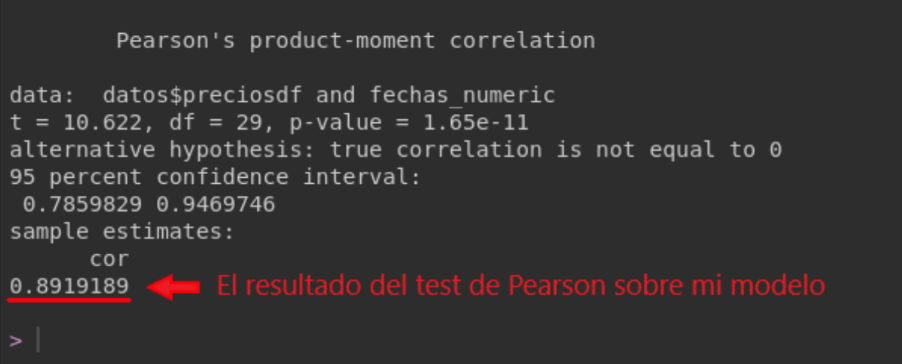 Pearson's product-moment correlation
data:  datos$preciosdf and fechas_numeric
t = 10.622, df = 29, p-value = 1.65e-11
alternative hypothesis: true correlation is not equal to 0
95 percent confidence interval:
0.7859829 0.9469746
sample estimates:
cor
0.8919189 El resultado del test de Pearson sobre mi modelo
>